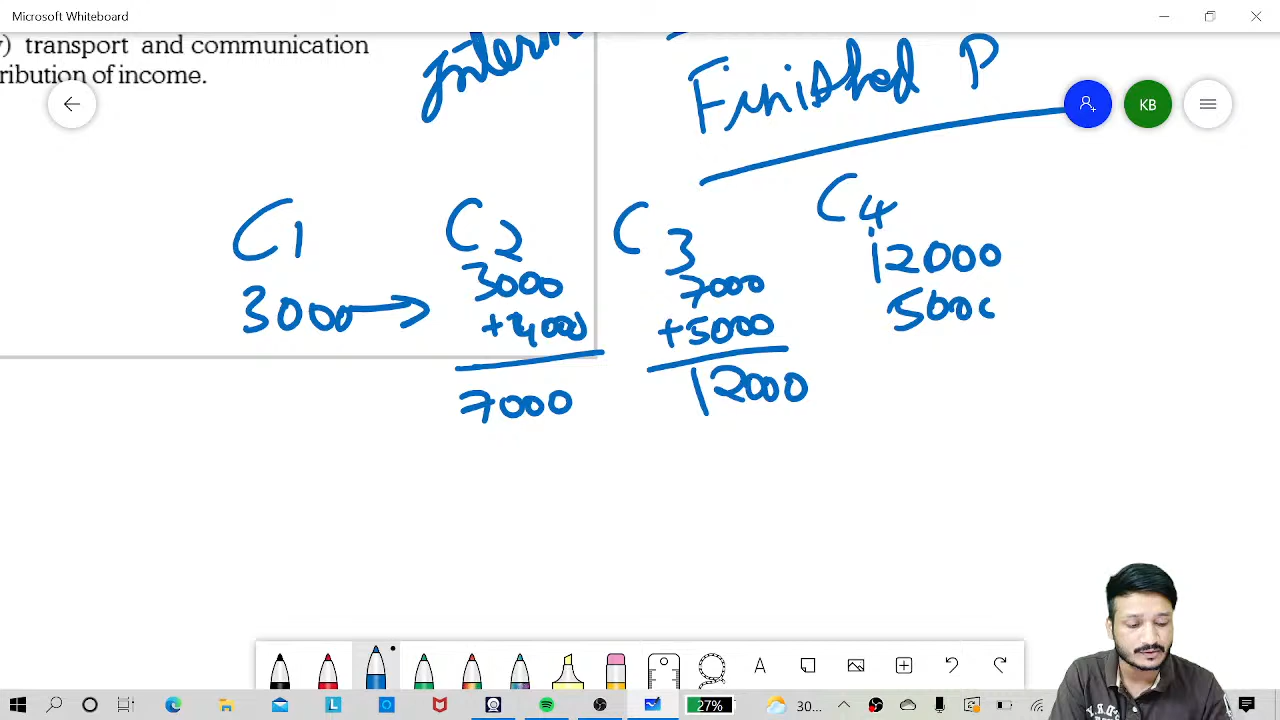 Microsoft Whiteboard
) transport and communication
ribution of income.
Finished P
KB
C1
3000
C2
3000
+4000
7000
C3
7000
+5000
12000
C4
12000
5000
A
L
27%
30...